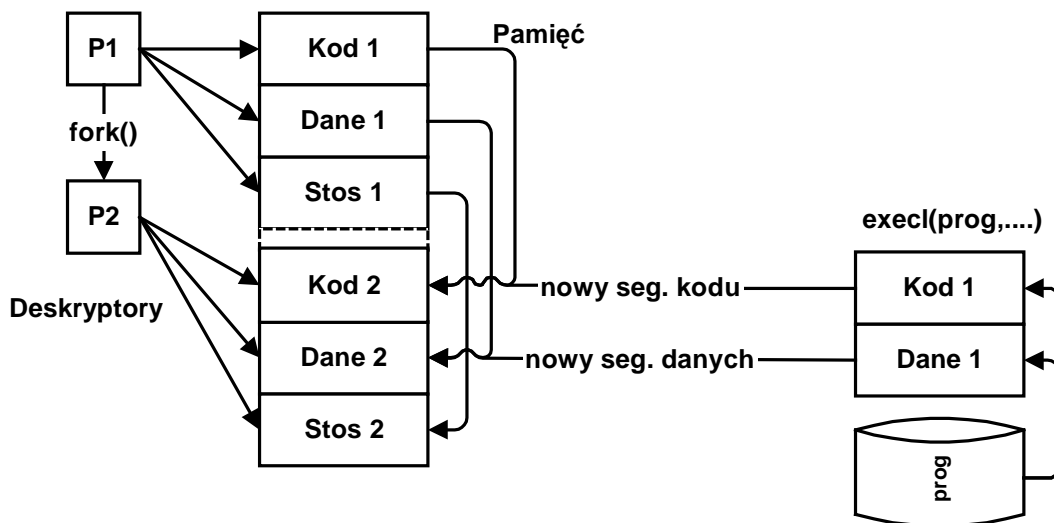 P1
Kod 1
Pamięć
Dane 1
fork()
Stos 1
P2
execl(prog,....)
Kod 2
nowy seg. kodu
Kod 1
Deskryptory
Dane 2
nowy seg. danych
Dane 1
Stos 2
prog